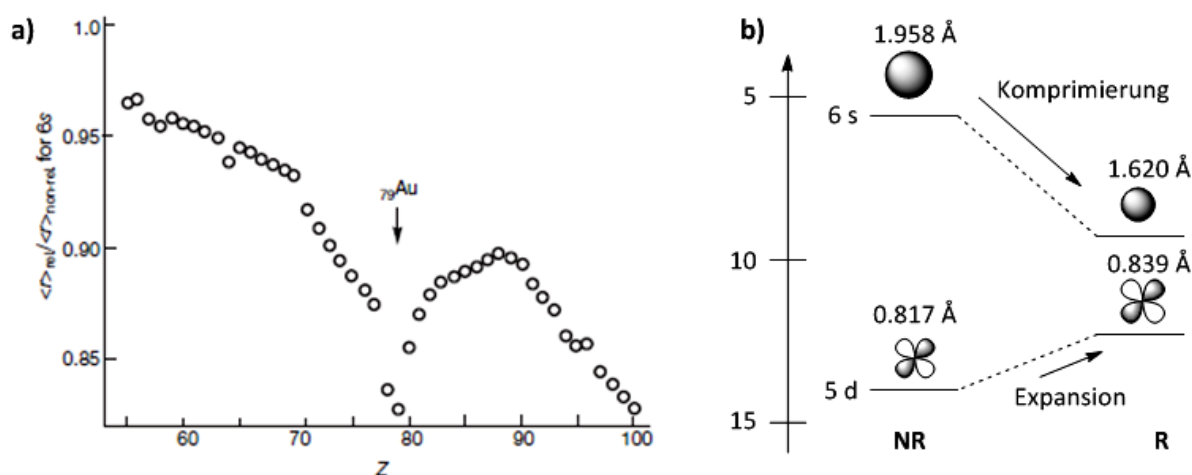 a)
<r>rel/<r>non-rel for 6s
1.0
0.95
0.90
0.85
79Au
60
70
80
90
100
Z
b)
5
10
15
1.958 Å
6 s
Komprimierung
1.620 Å
0.839 Å
0.817 Å
5 d
Expansion
NR
R